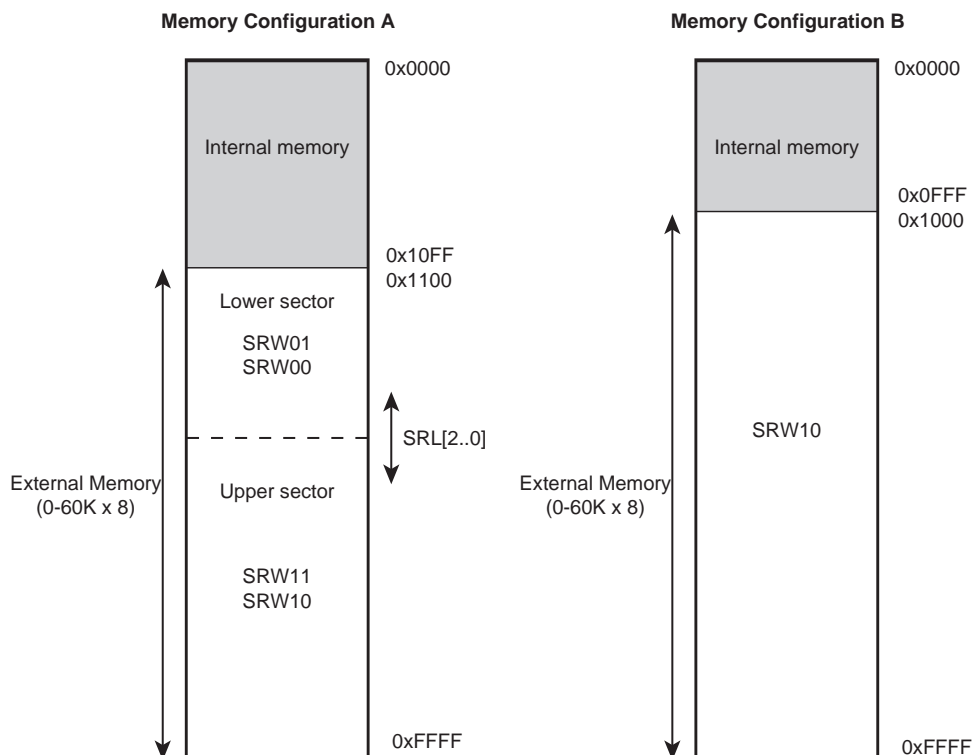 Memory Configuration A
0x0000
Internal memory
0x10FF
0x1100
Lower sector
SRW01
SRW00
SRL[2..0]
External Memory
(0-60K x 8)
Upper sector
SRW11
SRW10
0xFFFF
Memory Configuration B
0x0000
Internal memory
0x0FFF
0x1000
SRW10
External Memory
(0-60K x 8)
0xFFFF